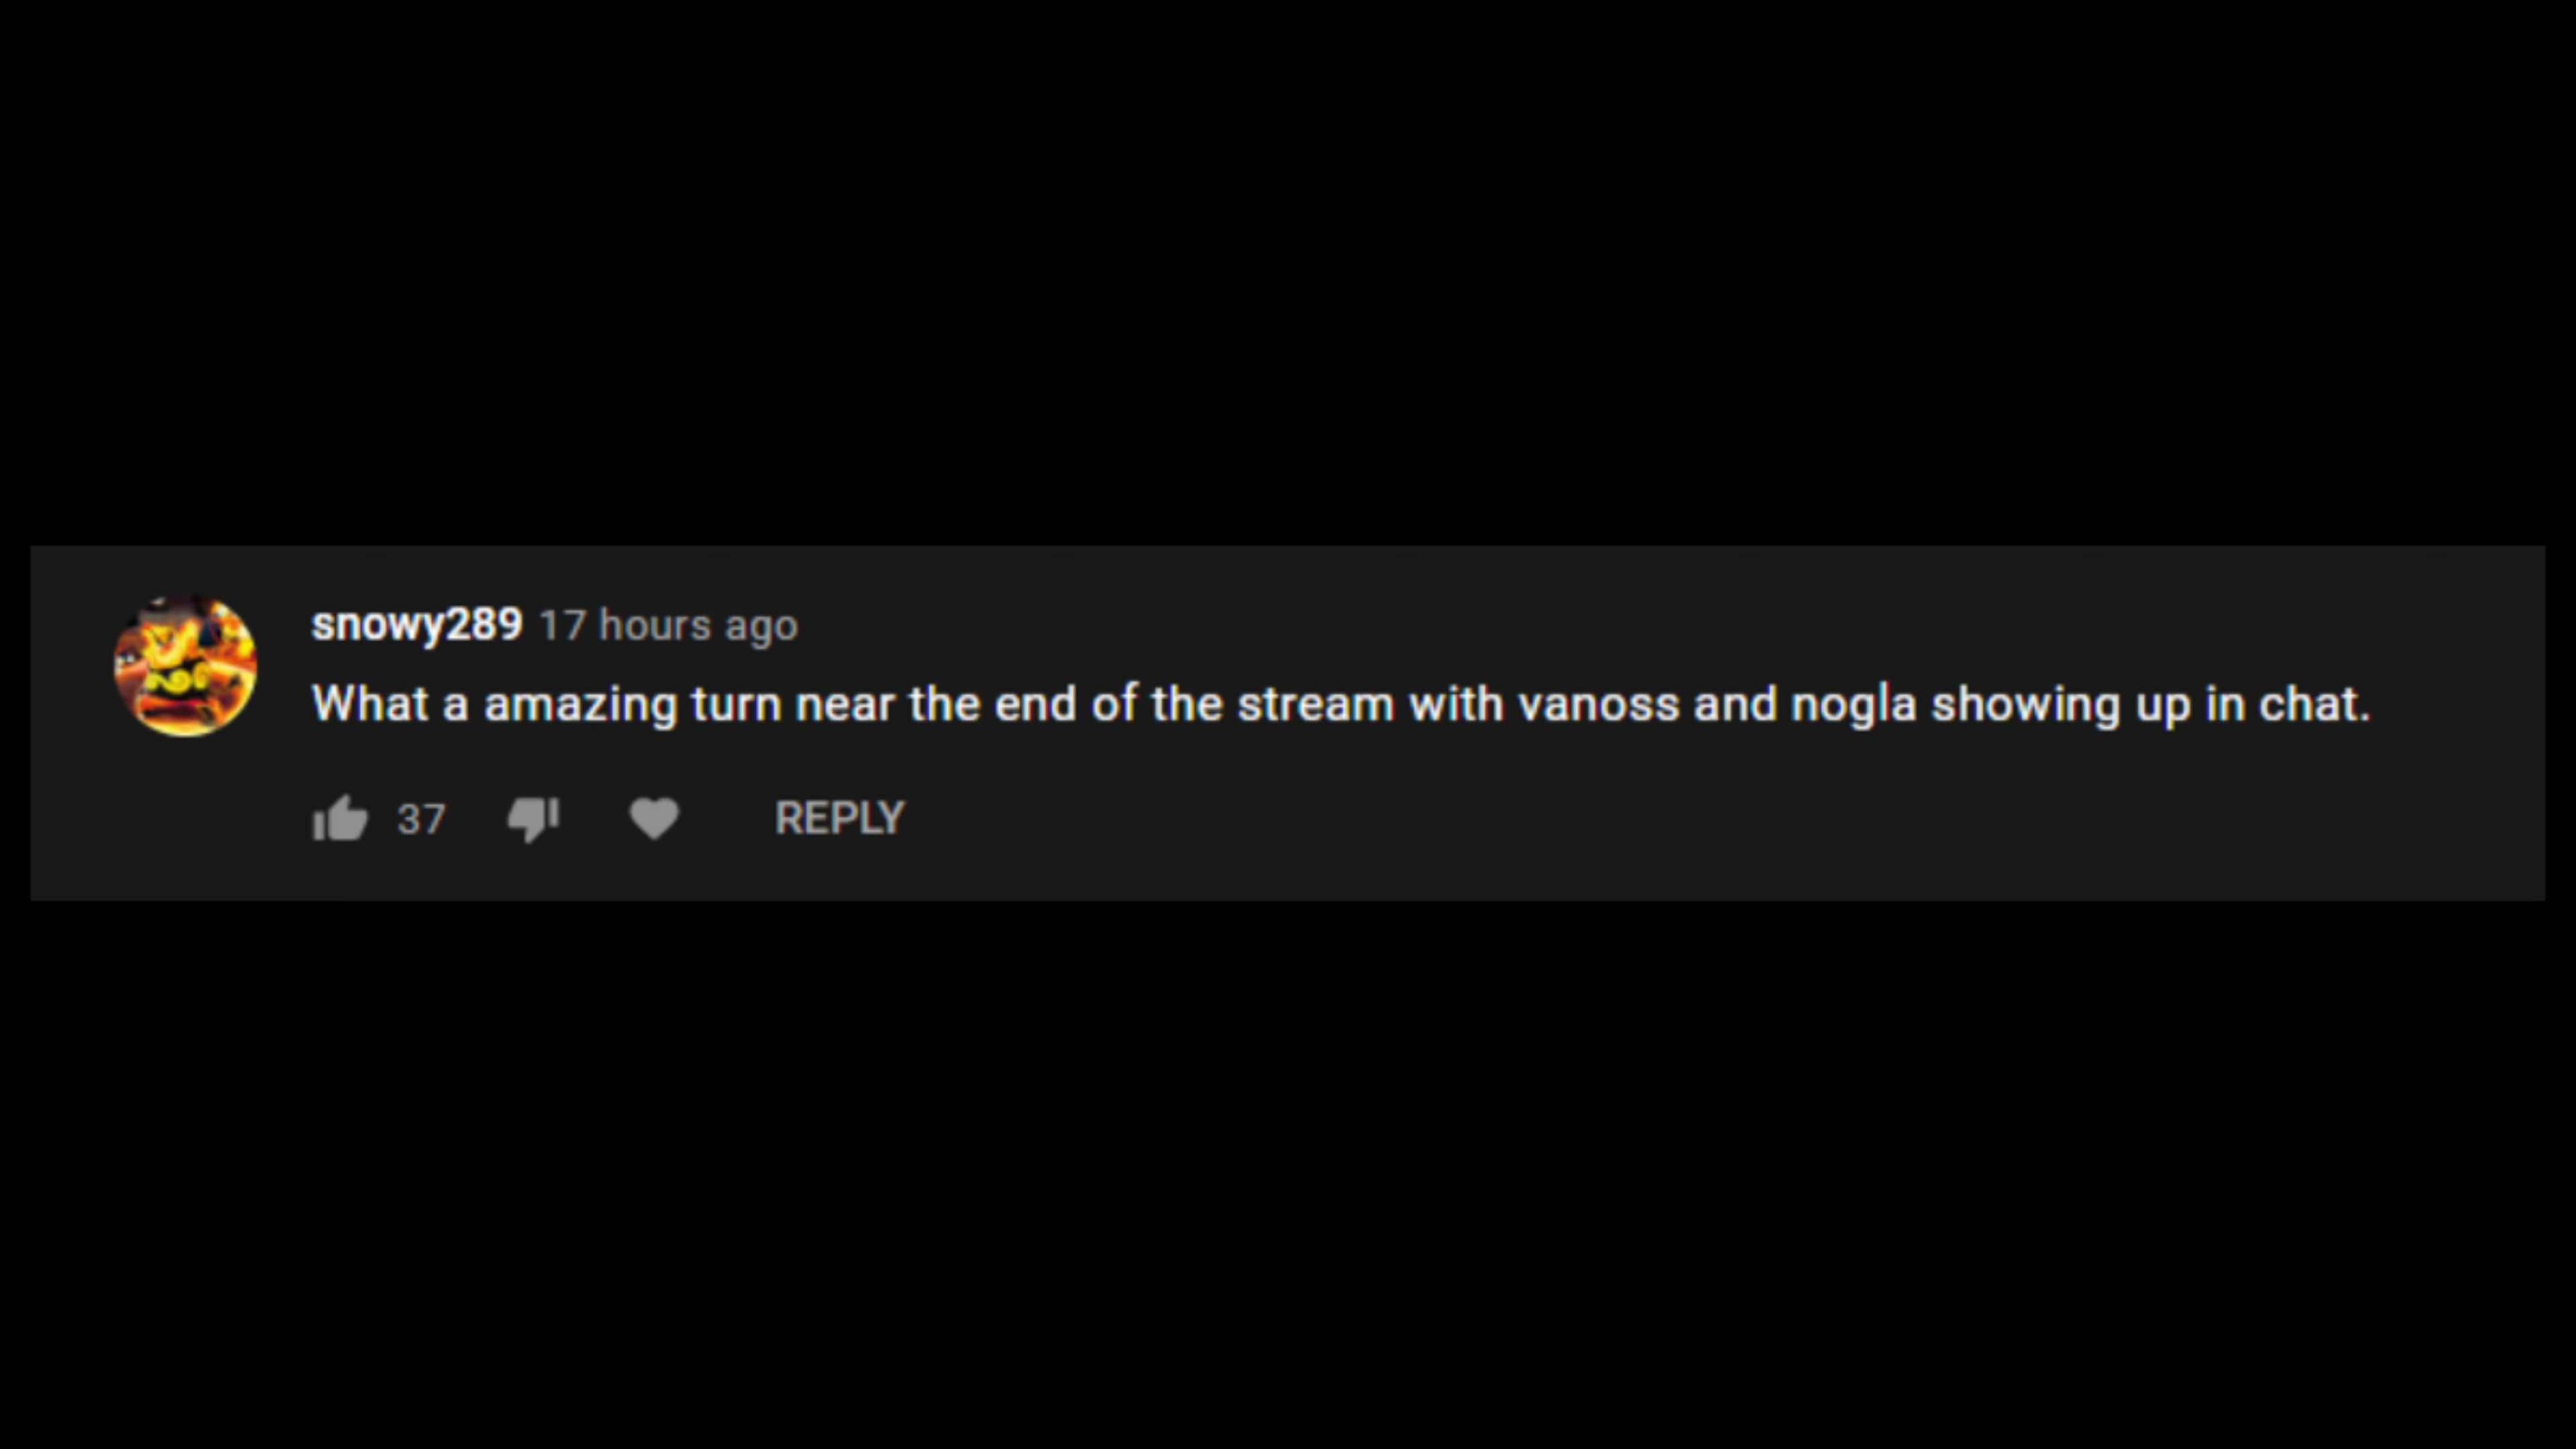 snowy289 17 hours ago
What a amazing turn near the end of the stream with vanoss and nogla showing up in chat.
37 REPLY